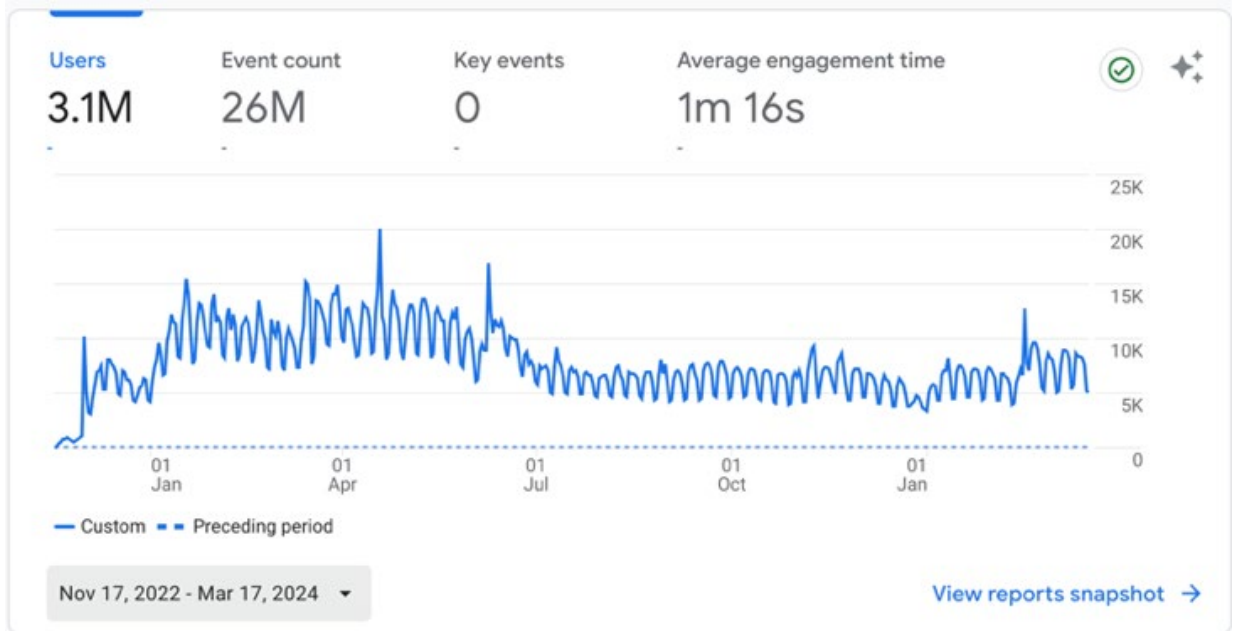 Users Event count Key events Average engagement time
3.1M 26M 0 1m 16s
- - - -
25K
20K
15K
10K
5K
0
01 01 01 01 01
Jan Apr Jul Oct Jan
Custom Preceding period
Nov 17, 2022 - Mar 17, 2024
View reports snapshot →